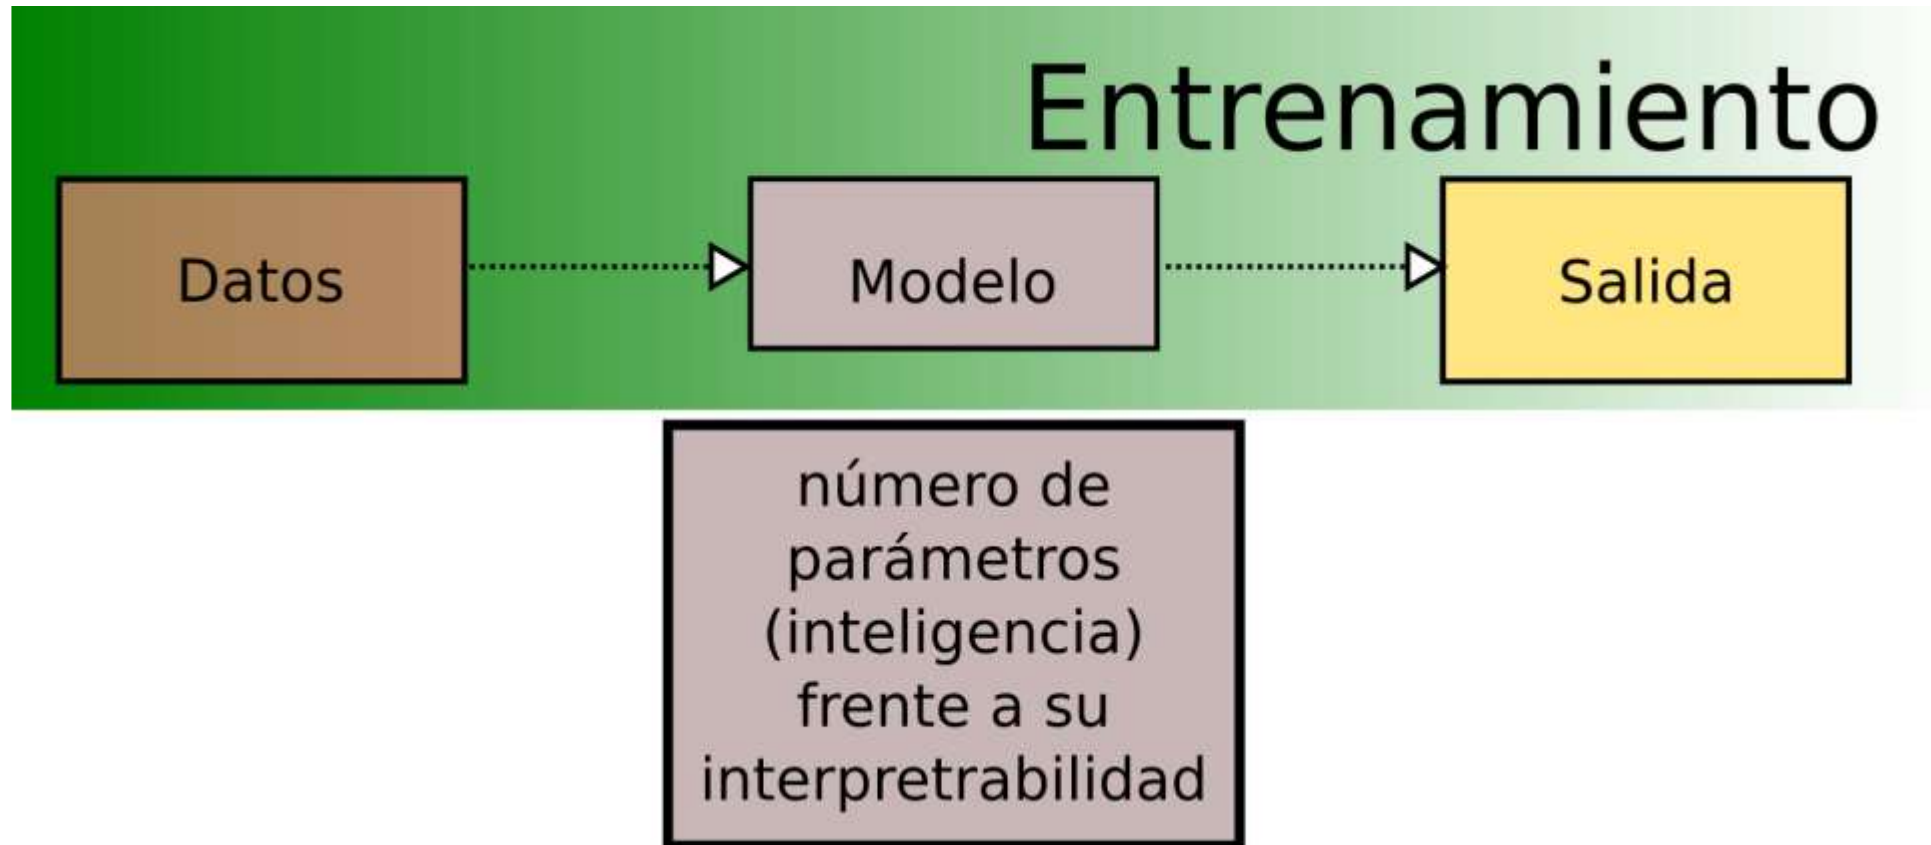 Entrenamiento
Datos
Modelo
Salida
número de
parámetros
(inteligencia)
frente a su
interpretrabilidad